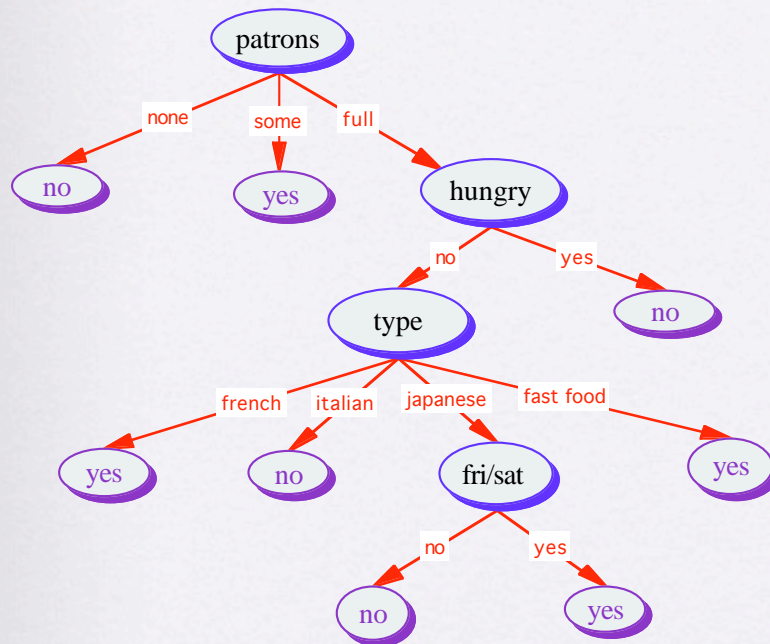 patrons
none
some
full
no
yes
hungry
no
yes
type
no
french
italian
japanese
fast food
yes
no
fri/sat
yes
no
yes
no
yes